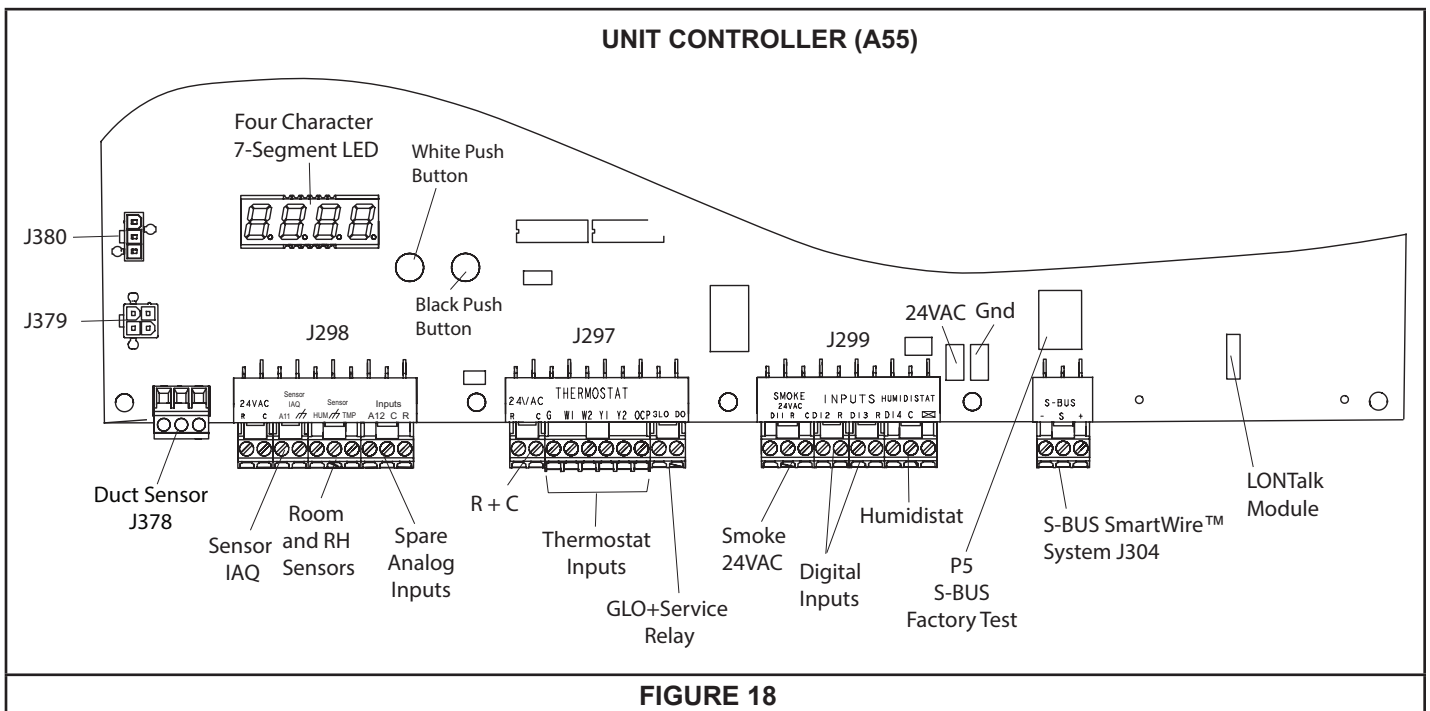 UNIT CONTROLLER (A55)
Four Character
7-Segment LED
White Push
Button
J380
J379
Black Push
Button
J298
J297
J299
24VAC
Gnd
24VAC
R C
Sensor
IAQ
A11
Sensor
HUM TMP
Inputs
A12 C R
24VAC
THERMOSTAT
R C G W1 W2 Y1 Y2 OCP GLO DO
SMOKE
24VAC
INPUTS
HUMIDISTAT
DI1 R C DI2 R DI3 R DI4 C
S-BUS
- S +
Duct Sensor
J378
Sensor
IAQ
Room
and RH
Sensors
Spare
Analog
Inputs
R + C
Thermostat
Inputs
GLO+Service
Relay
Smoke
24VAC
Digital
Inputs
Humidistat
P5
S-BUS
Factory Test
S-BUS SmartWire™
System J304
LONTalk
Module
FIGURE 18